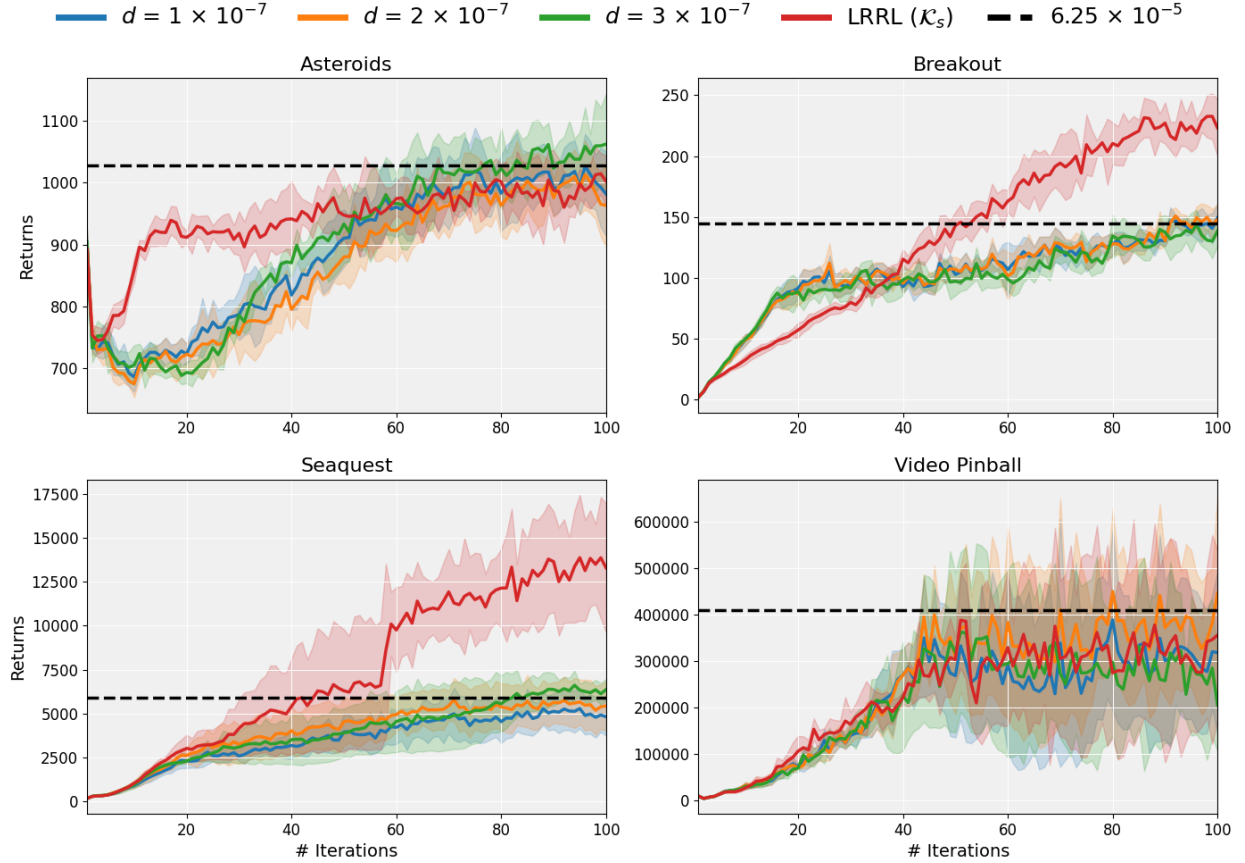 d = 1 × 10⁻⁷ d = 2 × 10⁻⁷ d = 3 × 10⁻⁷ LRRL (𝒦ₛ) 6.25 × 10⁻⁵
Asteroids
Returns
1100
1000
900
800
700
20 40 60 80 100
Breakout
250
200
150
100
50
0
20 40 60 80 100
Seaquest
Returns
17500
15000
12500
10000
7500
5000
2500
0
20 40 60 80 100
# Iterations
Video Pinball
600000
500000
400000
300000
200000
100000
0
20 40 60 80 100
# Iterations